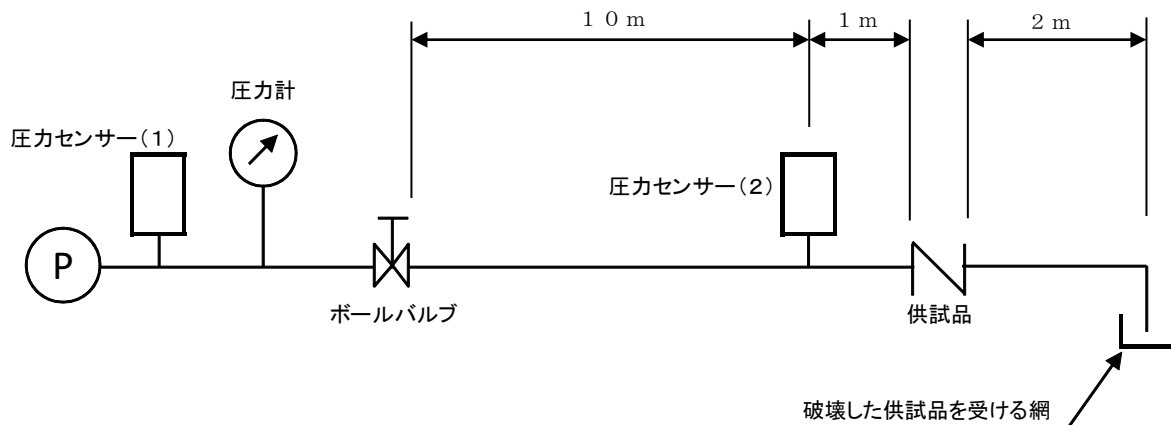 １０ｍ
１ｍ
２ｍ
圧力計
圧力センサー（１）
圧力センサー（２）
P
ボールバルブ
供試品
破壊した供試品を受ける網